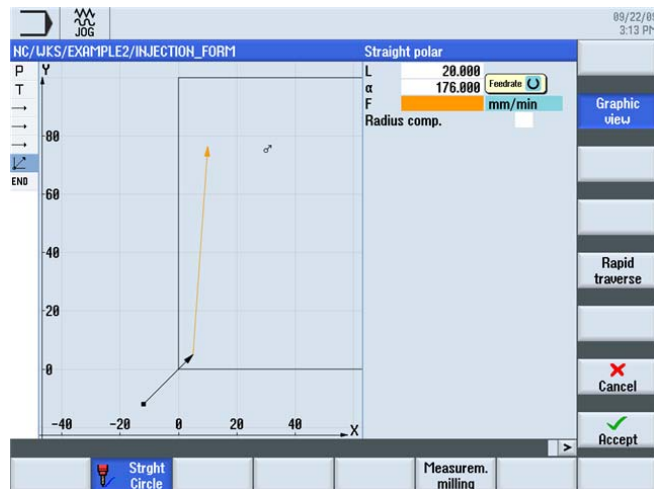 JOG
09/22/09
3:13 PM
NC/WKS/EXAMPLE2/INJECTION_FORM
Straight polar
P
T
END
Y
80
60
40
20
0
-40 -20 0 20 40 X
L 20.000
α 176.000
Feedrate
F mm/min
Radius comp.
Graphic
view
Rapid
traverse
Cancel
Accept
>
Strght
Circle
Measurem.
milling